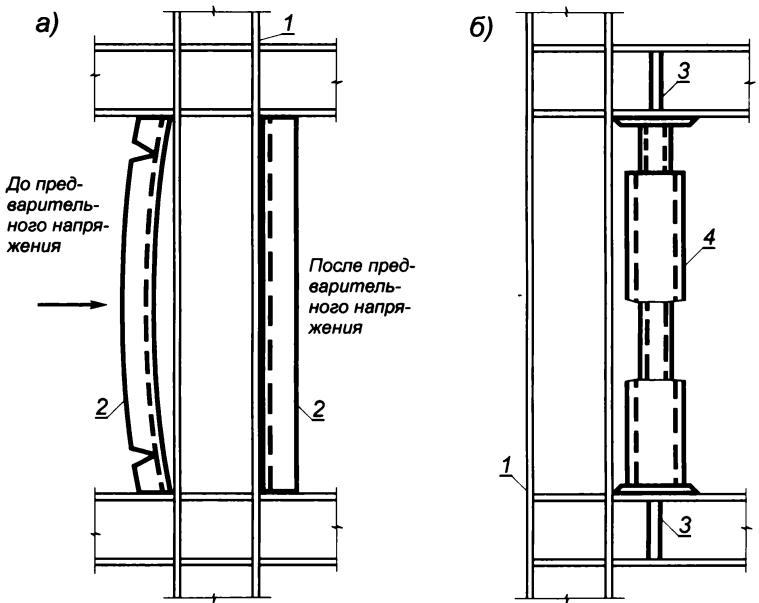 а)
1
До пред-
варитель-
ного напря-
жения
После пред-
варитель-
ного напря-
жения
2
2
б)
3
4
1
3